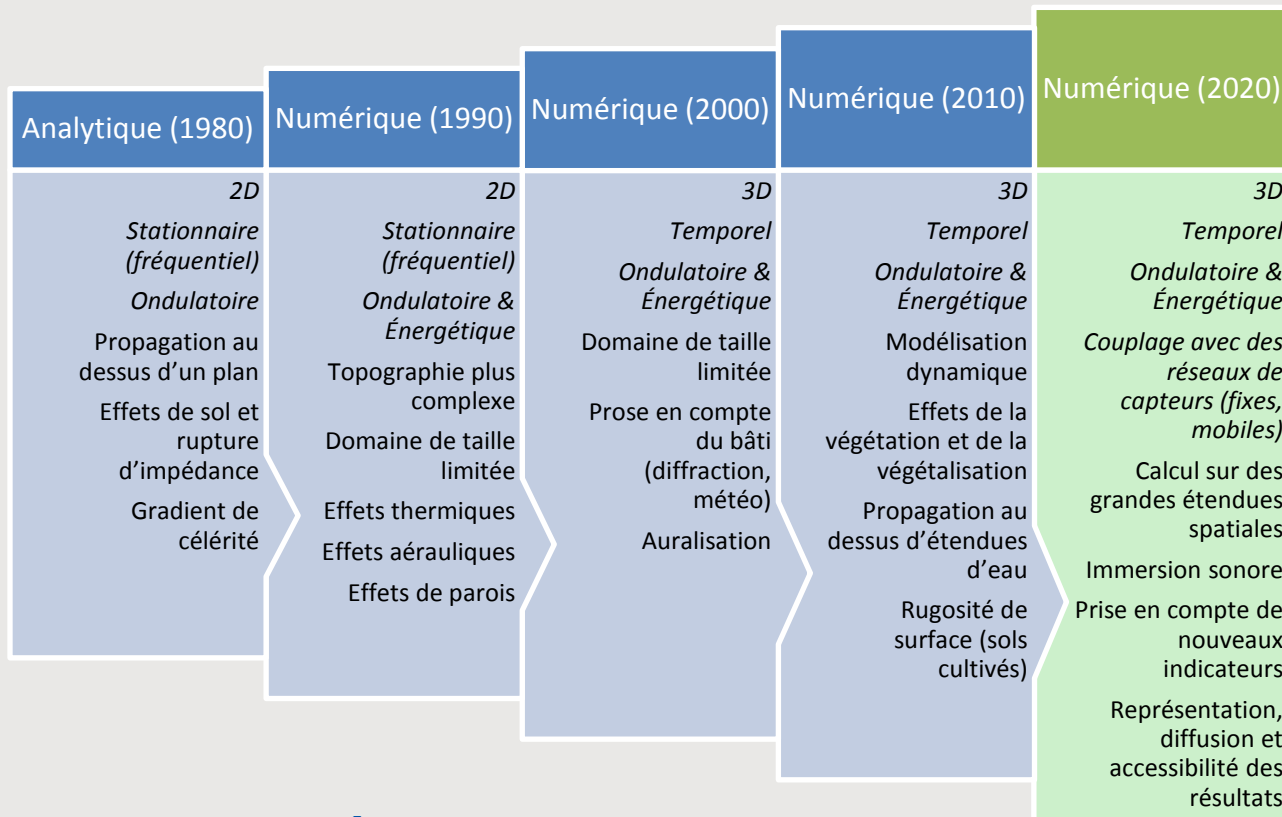 Analytique (1980)
2D
Stationnaire
(fréquentiel)
Ondulatoire
Propagation au
dessus d’un plan
Effets de sol et
rupture
d’impédance
Gradient de
célérité
Numérique (1990)
2D
Stationnaire
(fréquentiel)
Ondulatoire &
Énergétique
Topographie plus
complexe
Domaine de taille
limitée
Effets thermiques
Effets aérauliques
Effets de parois
Numérique (2000)
3D
Temporel
Ondulatoire &
Énergétique
Domaine de taille
limitée
Prose en compte
du bâti
(diffraction,
météo)
Auralisation
Numérique (2010)
3D
Temporel
Ondulatoire &
Énergétique
Modélisation
dynamique
Effets de la
végétation et de la
végétalisation
Propagation au
dessus d’étendues
d’eau
Rugosité de
surface (sols
cultivés)
Numérique (2020)
3D
Temporel
Ondulatoire &
Énergétique
Couplage avec des
réseaux de
capteurs (fixes,
mobiles)
Calcul sur des
grandes étendues
spatiales
Immersion sonore
Prise en compte de
nouveaux
indicateurs
Représentation,
diffusion et
accessibilité des
résultats